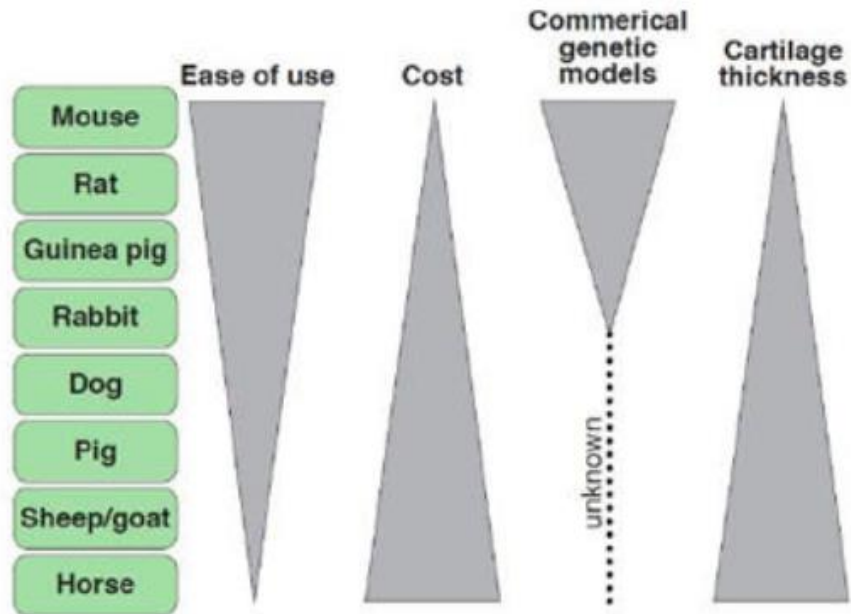 Ease of use
Cost
Commerical
genetic
models
Cartilage
thickness
Mouse
Rat
Guinea pig
Rabbit
Dog
Pig
Sheep/goat
Horse
unknown